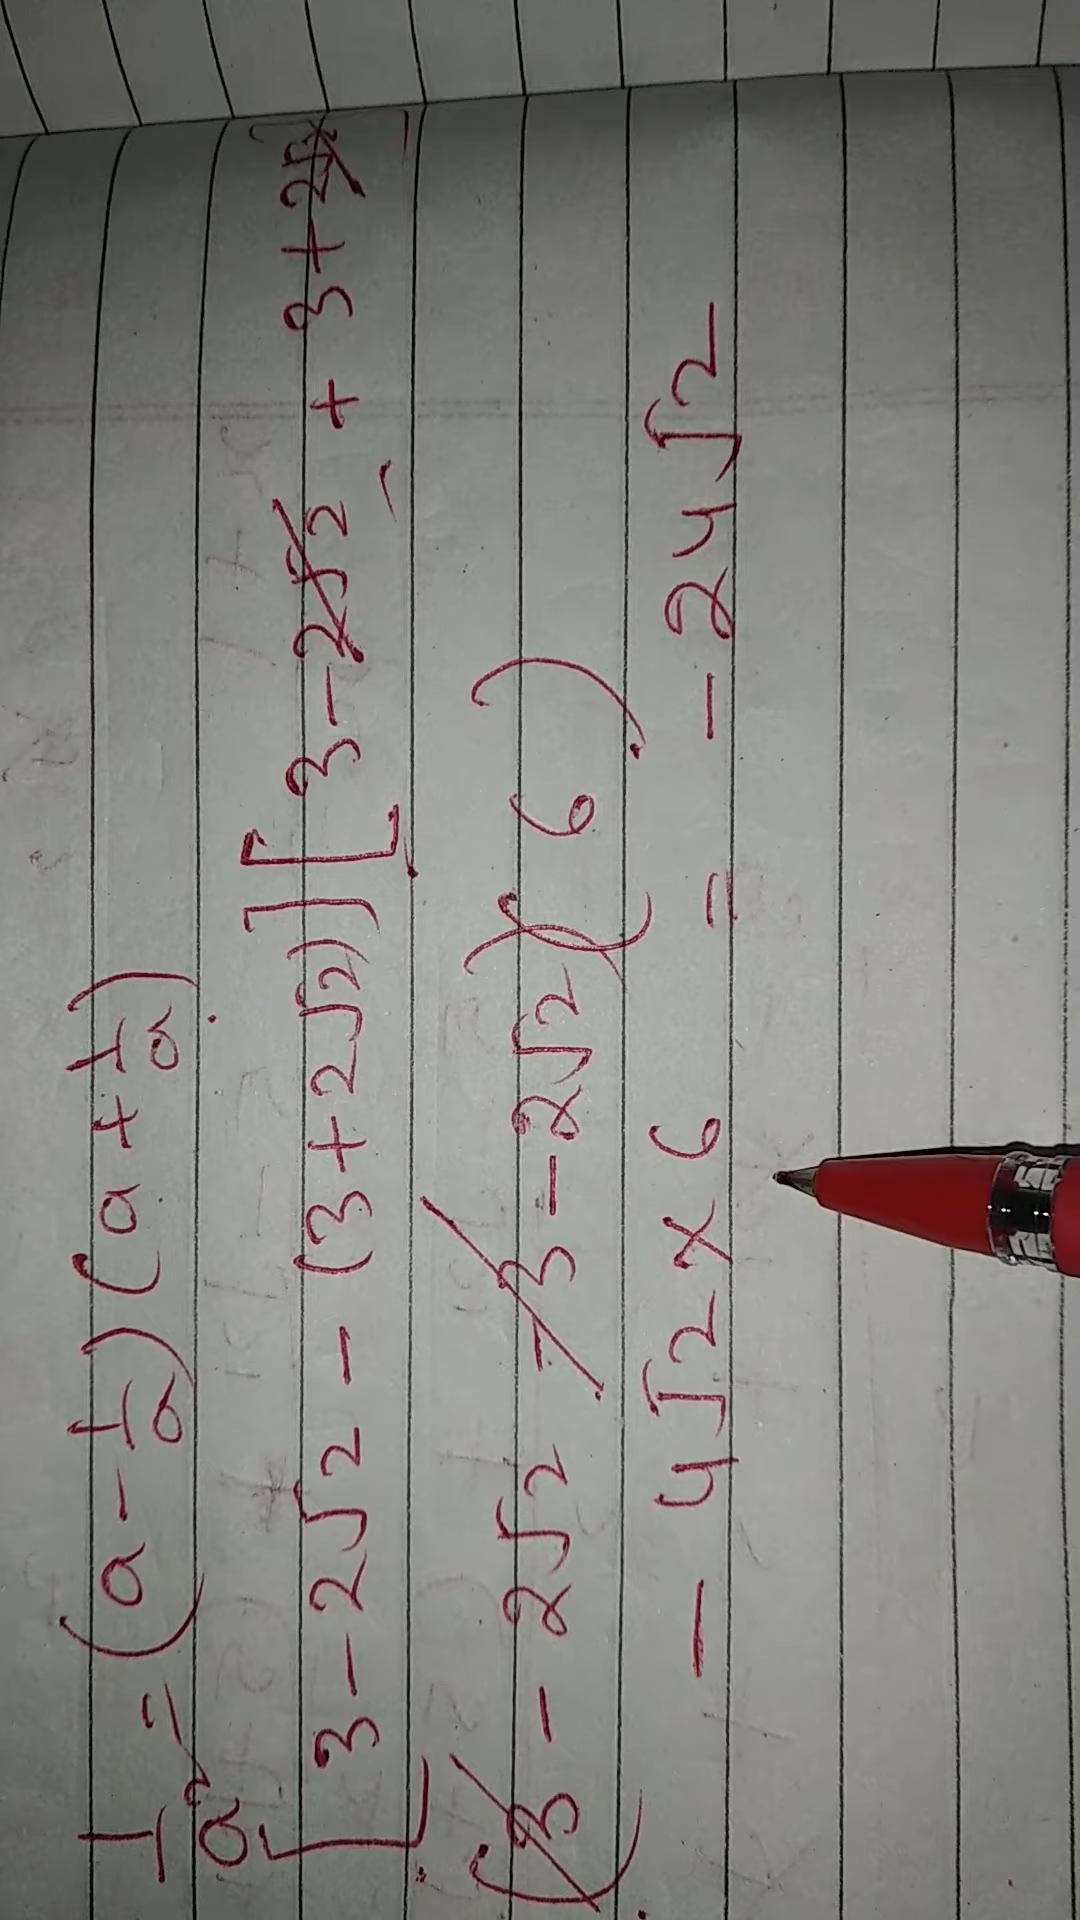 1/a² = (a - 1/a)(a + 1/a)
[3 - 2√2 - (3 + 2√2)][3 - 2√2 + 3 + 2√2]
(3 - 2√2 - 3 - 2√2)(6)
- 4√2 × 6 = - 24√2